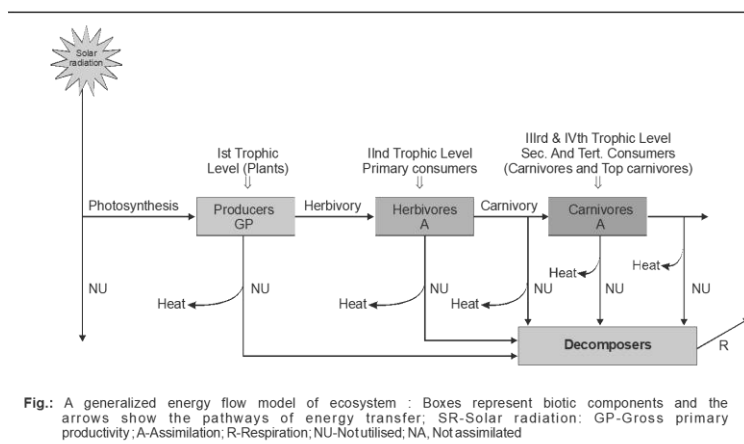 Solar
radiation
Ist Trophic
Level (Plants)
IInd Trophic Level
Primary consumers
IIIrd & IVth Trophic Level
Sec. And Tert. Consumers
(Carnivores and Top carnivores)
Photosynthesis
Producers
GP
Herbivory
Herbivores
A
Carnivory
Carnivores
A
NU
Heat
NU
Heat
NU
Heat
NU
Heat
NU
Heat
NU
Decomposers
R
Fig.: A generalized energy flow model of ecosystem : Boxes represent biotic components and the
arrows show the pathways of energy transfer; SR-Solar radiation: GP-Gross primary
productivity; A-Assimilation; R-Respiration; NU-Not utilised; NA, Not assimilated